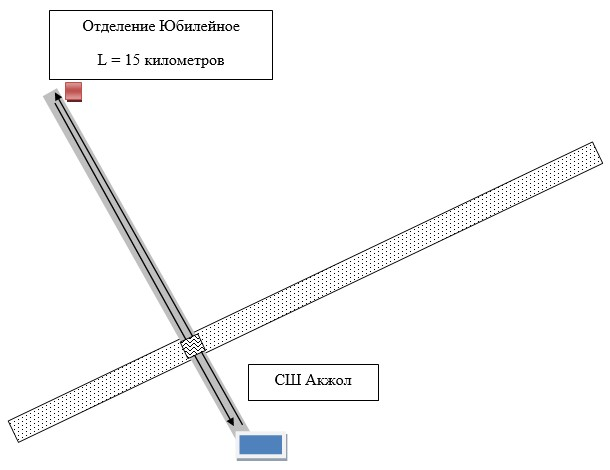 Отделение Юбилейное
L = 15 километров
СШ Акжол